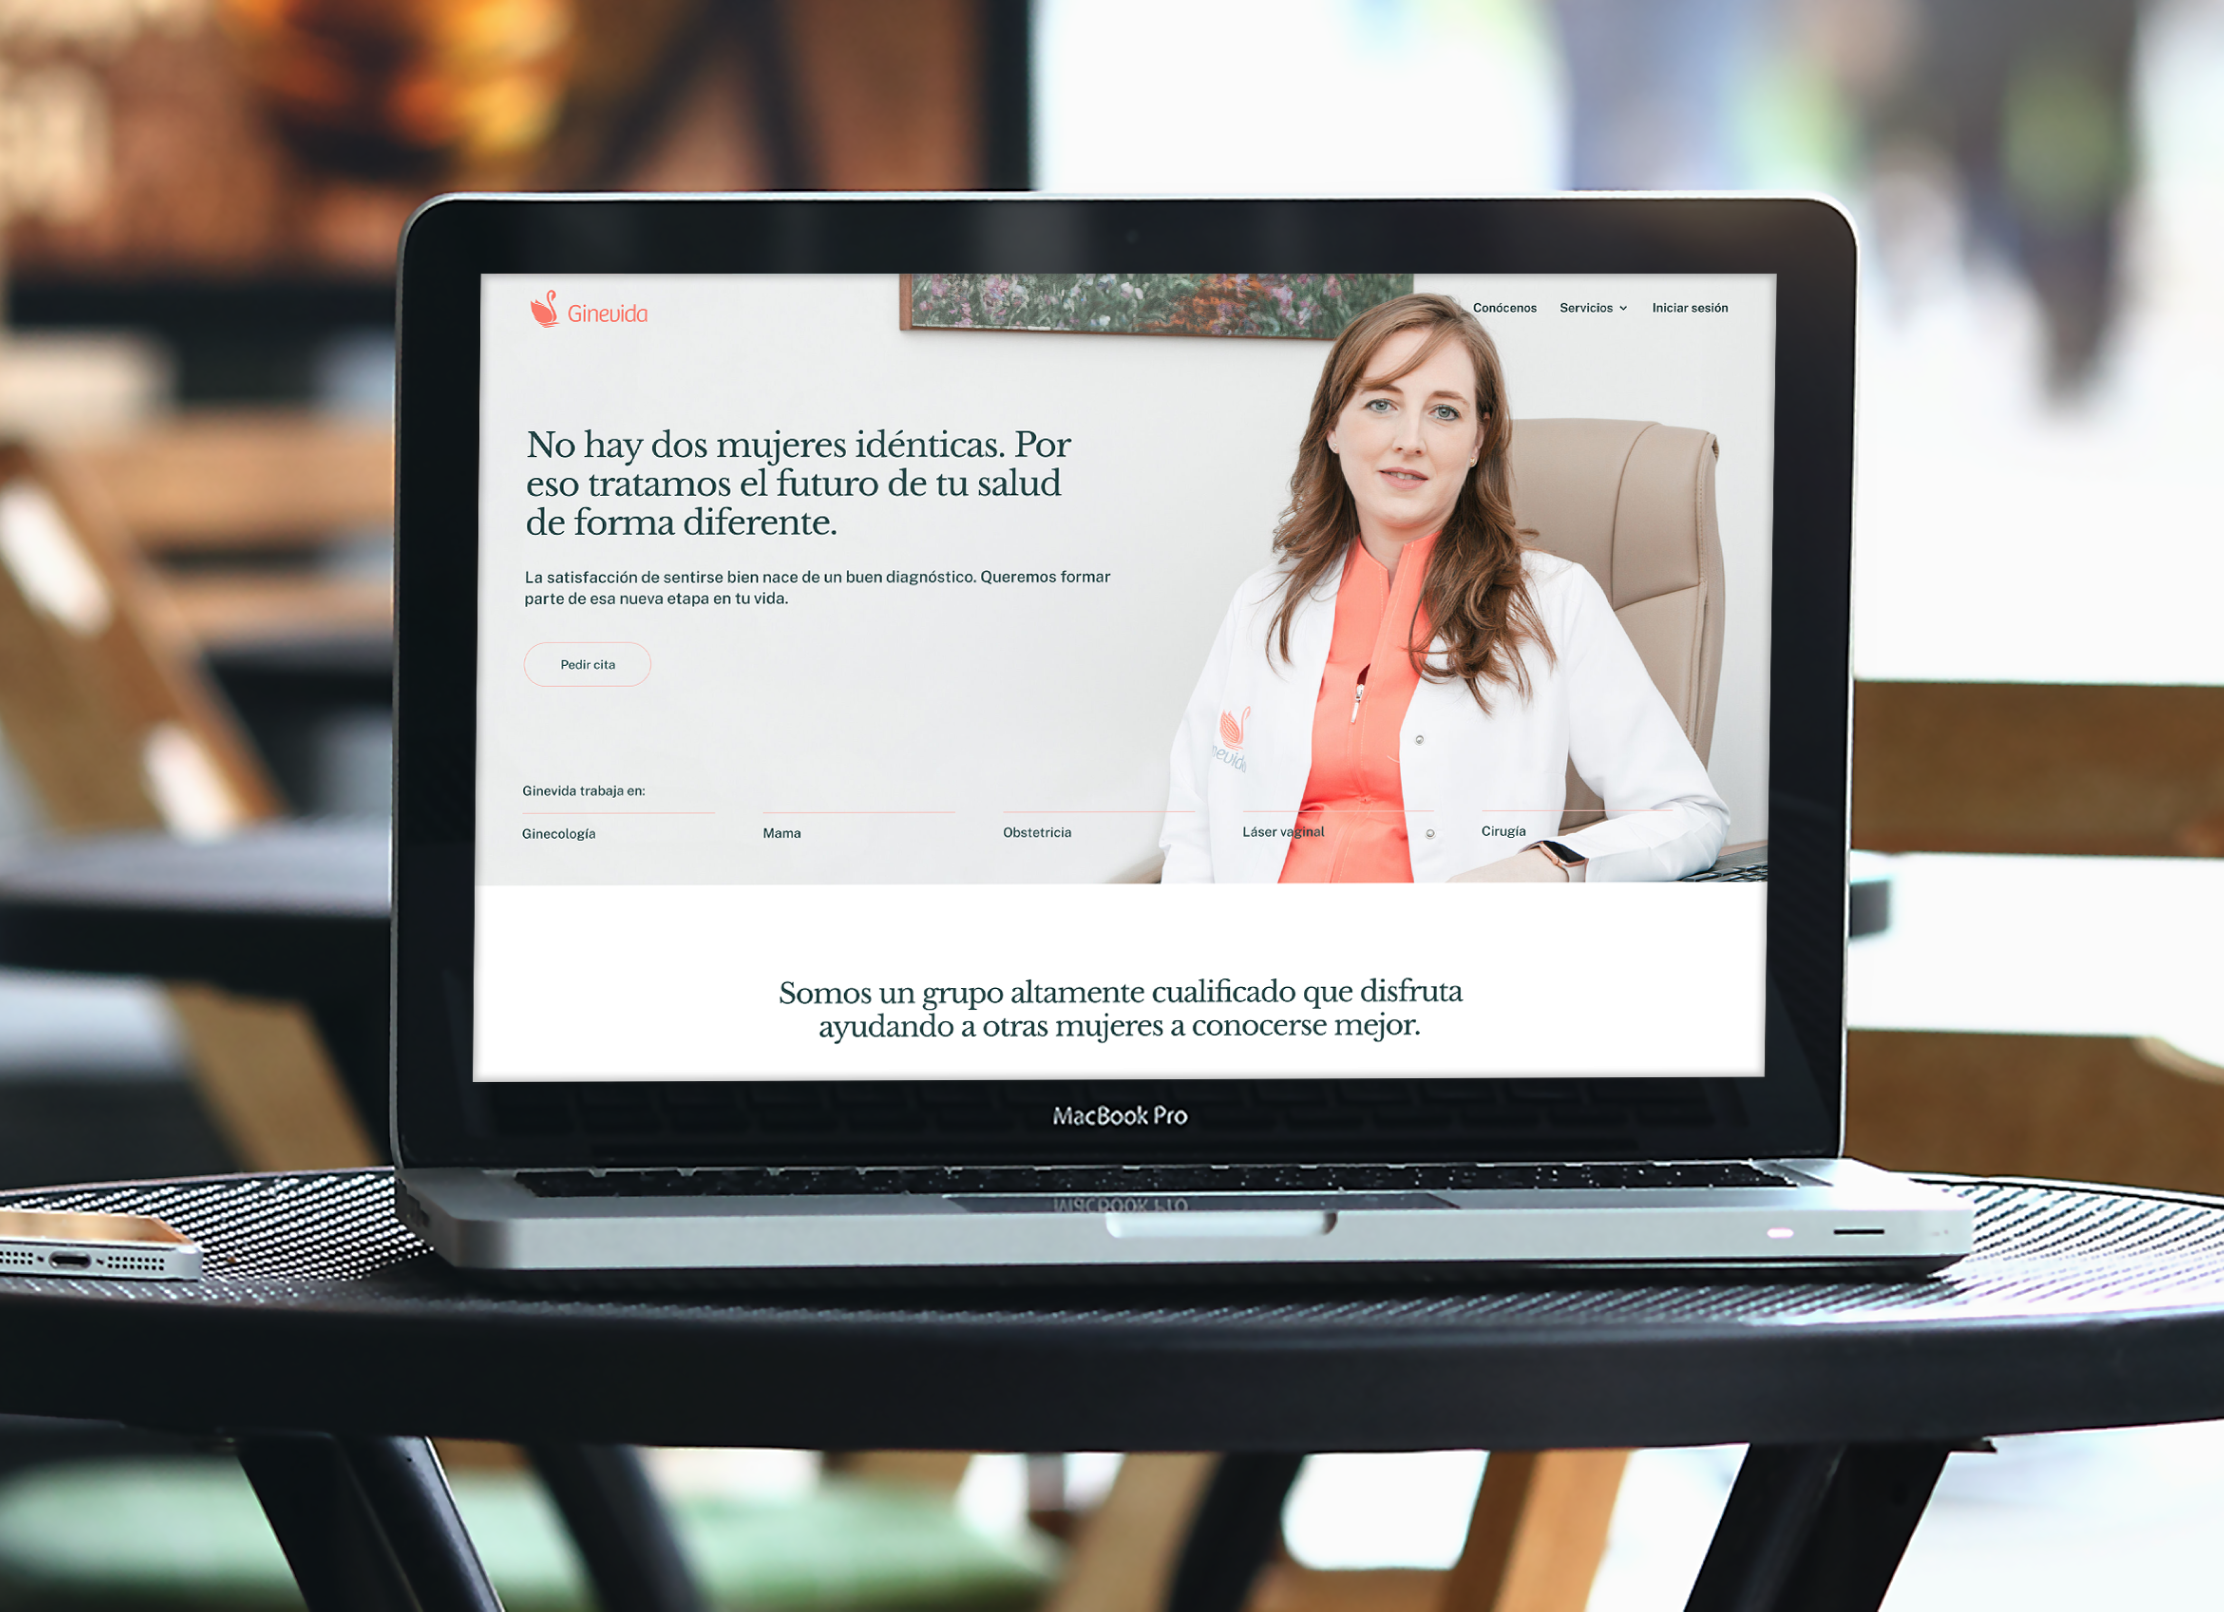 Ginevida
Conócenos Servicios Iniciar sesión
No hay dos mujeres idénticas. Por
eso tratamos el futuro de tu salud
de forma diferente.
La satisfacción de sentirse bien nace de un buen diagnóstico. Queremos formar
parte de esa nueva etapa en tu vida.
Pedir cita
Ginevida trabaja en:
Ginecología Mama Obstetricia Láser vaginal Cirugía
Somos un grupo altamente cualificado que disfruta
ayudando a otras mujeres a conocerse mejor.
MacBook Pro